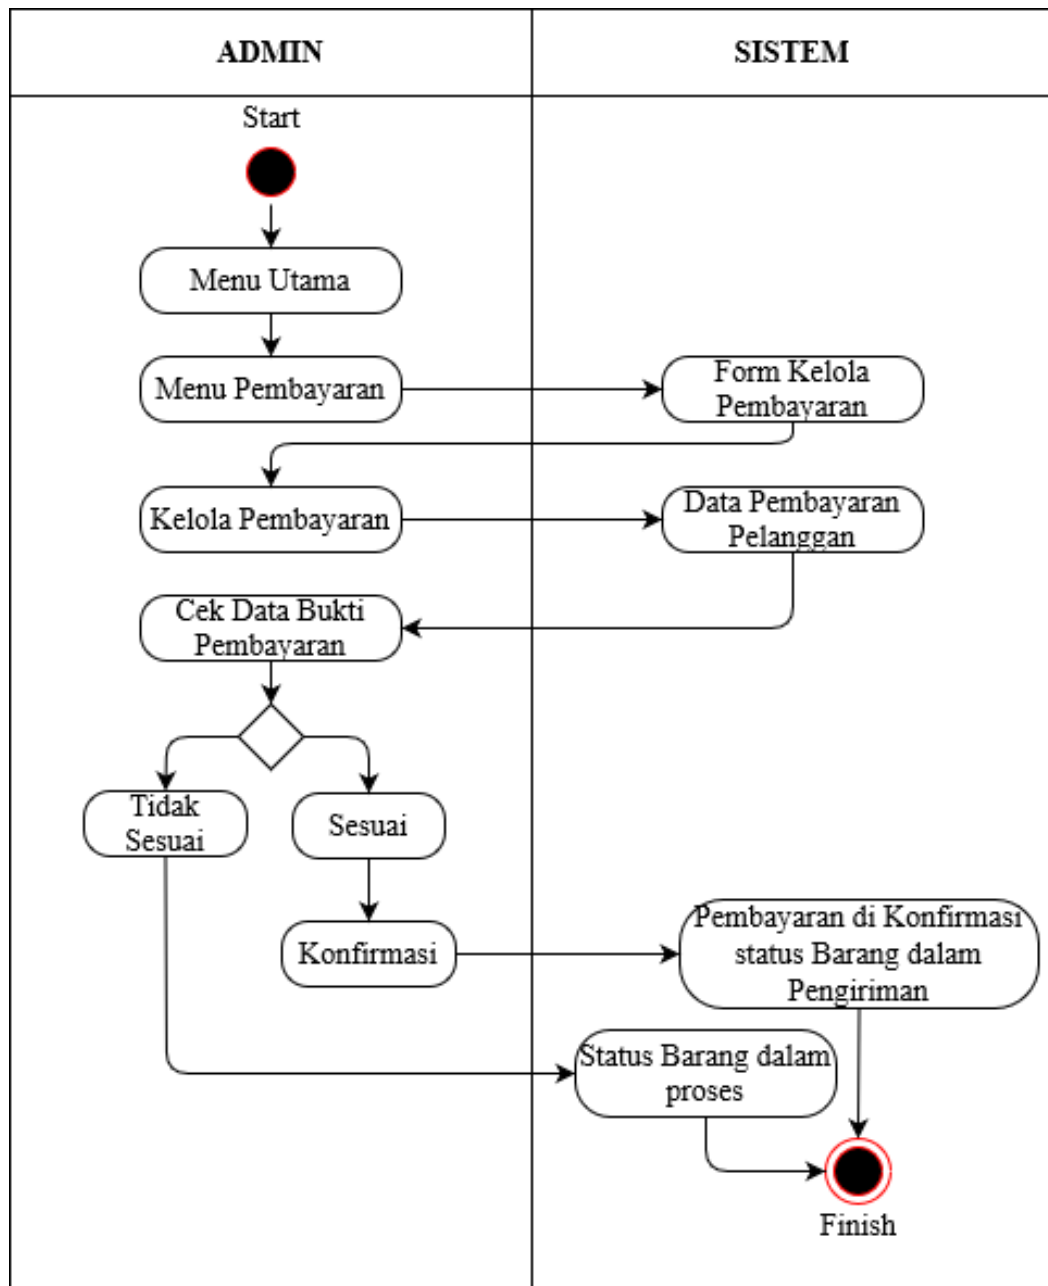 ADMIN
SISTEM
Start
Menu Utama
Menu Pembayaran
Form Kelola
Pembayaran
Kelola Pembayaran
Data Pembayaran
Pelanggan
Cek Data Bukti
Pembayaran
Tidak
Sesuai
Sesuai
Konfirmasi
Pembayaran di Konfirmasi
status Barang dalam
Pengiriman
Status Barang dalam
proses
Finish